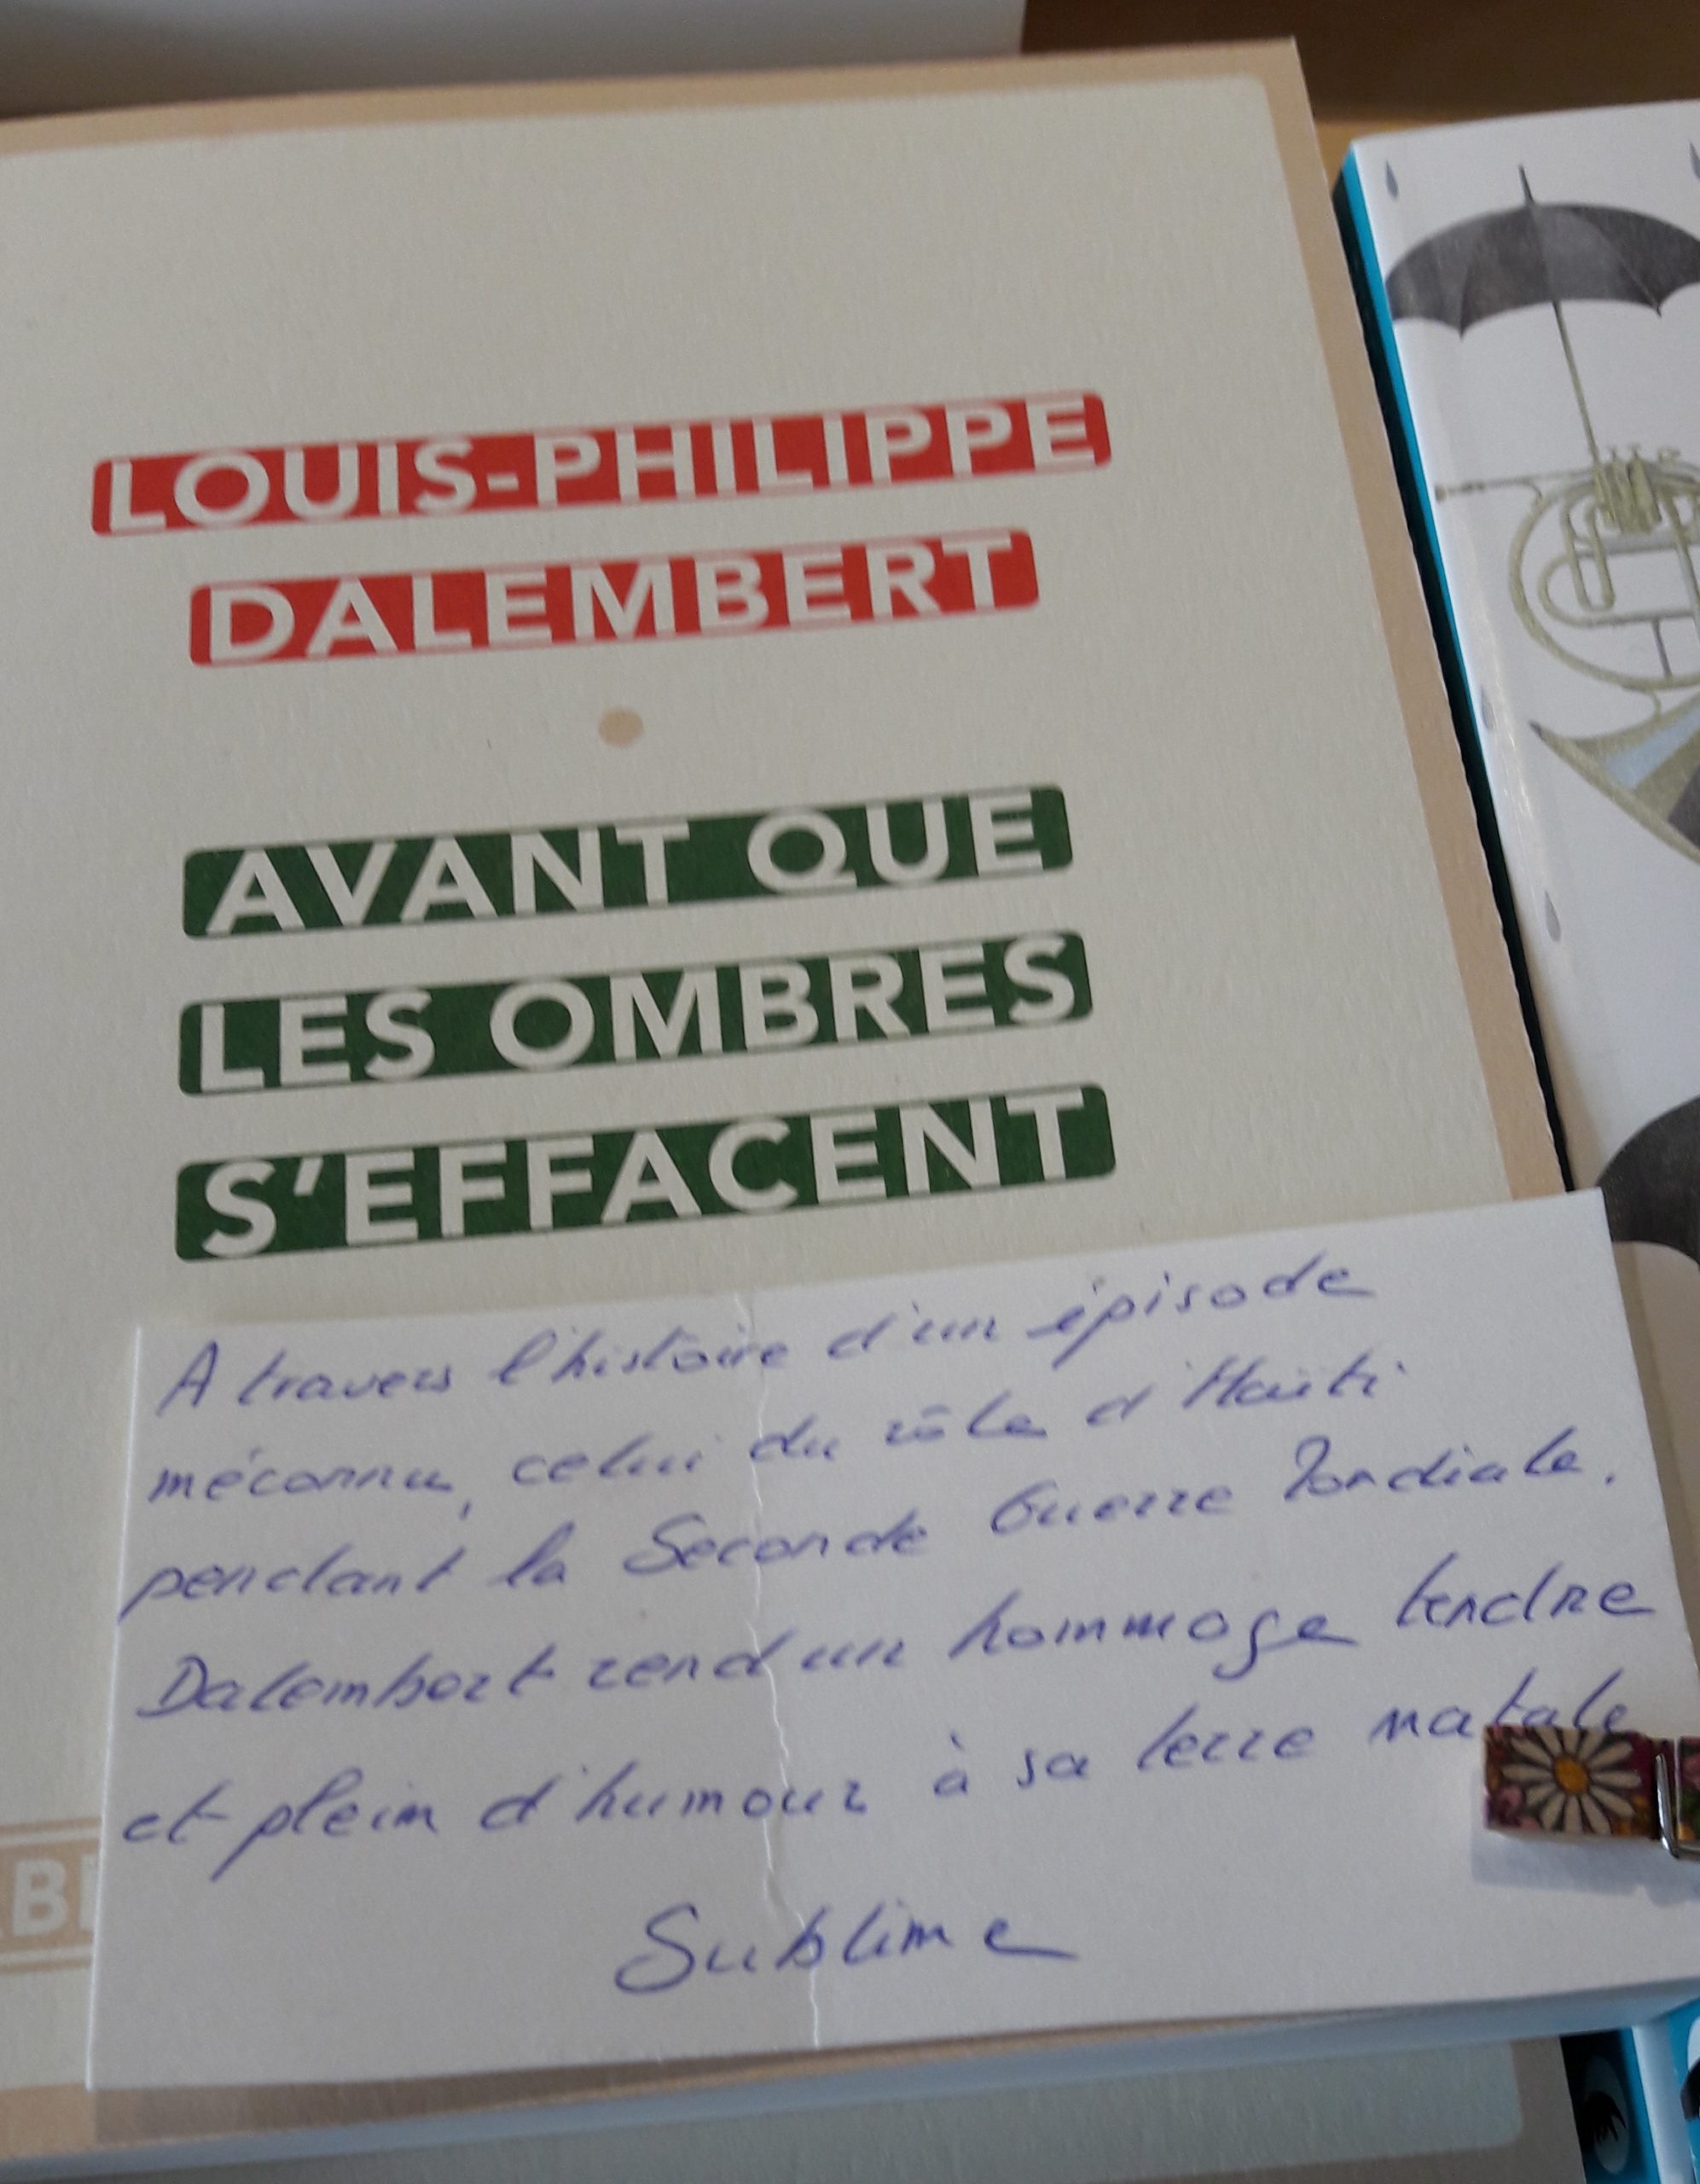 LOUIS-PHILIPPE
DALEMBERT
AVANT QUE
LES OMBRES
S'EFFACENT
A travers l'histoire d'un épisode
méconnu, celui du rôle d'Haïti
pendant la Seconde Guerre Mondiale.
Dalembert rend un hommage tendre
et plein d'humour à sa terre natale
Sublime